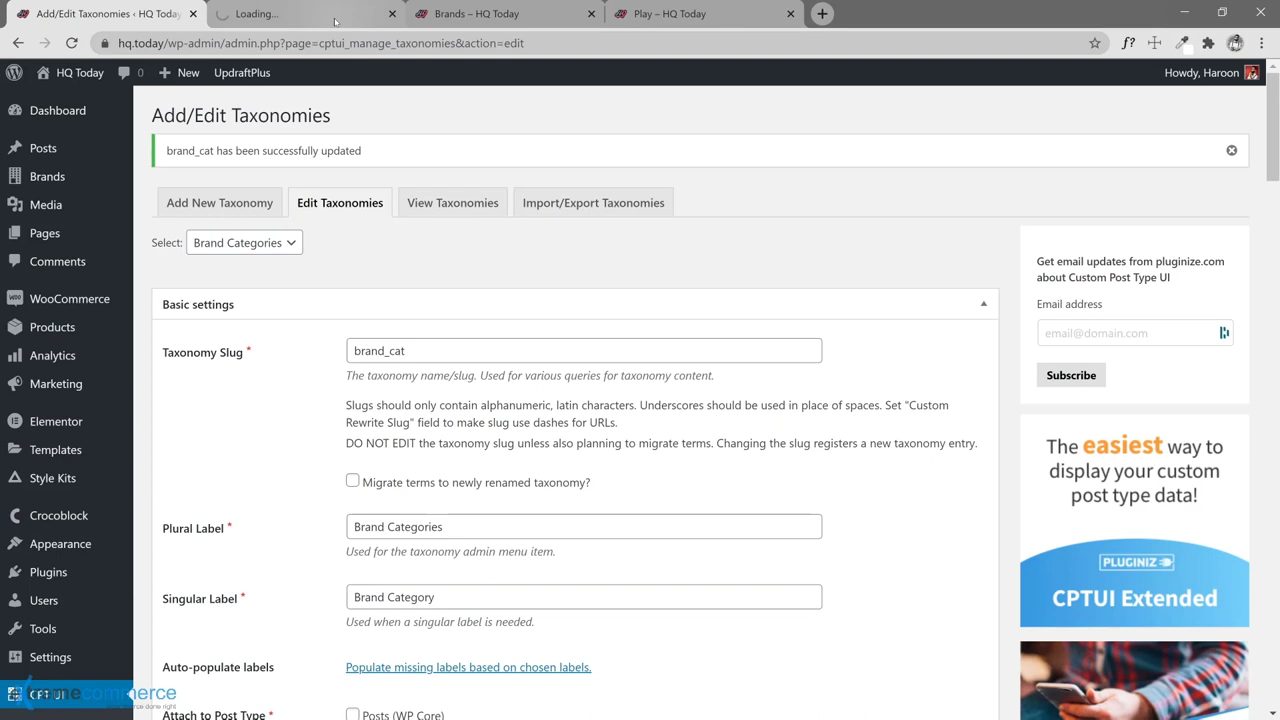 Add/Edit Taxonomies ‹ HQ Today
Loading...
Brands – HQ Today
Play – HQ Today
hq.today/wp-admin/admin.php?page=cptui_manage_taxonomies&action=edit
HQ Today
0
New
UpdraftPlus
Howdy, Haroon
Dashboard
Posts
Brands
Media
Pages
Comments
WooCommerce
Products
Analytics
Marketing
Elementor
Templates
Style Kits
Crocoblock
Appearance
Plugins
Users
Tools
Settings
CPT UI
Add/Edit Taxonomies
brand_cat has been successfully updated
Add New Taxonomy
Edit Taxonomies
View Taxonomies
Import/Export Taxonomies
Select: Brand Categories
Basic settings
Taxonomy Slug *
brand_cat
The taxonomy name/slug. Used for various queries for taxonomy content.
Slugs should only contain alphanumeric, latin characters. Underscores should be used in place of spaces. Set "Custom
Rewrite Slug" field to make slug use dashes for URLs.
DO NOT EDIT the taxonomy slug unless also planning to migrate terms. Changing the slug registers a new taxonomy entry.
Migrate terms to newly renamed taxonomy?
Plural Label *
Brand Categories
Used for the taxonomy admin menu item.
Singular Label *
Brand Category
Used when a singular label is needed.
Auto-populate labels
Populate missing labels based on chosen labels.
Attach to Post Type *
Posts (WP Core)
Get email updates from pluginize.com
about Custom Post Type UI
Email address
email@domain.com
Subscribe
The easiest way to
display your custom
post type data!
PLUGINIZ
CPTUI Extended